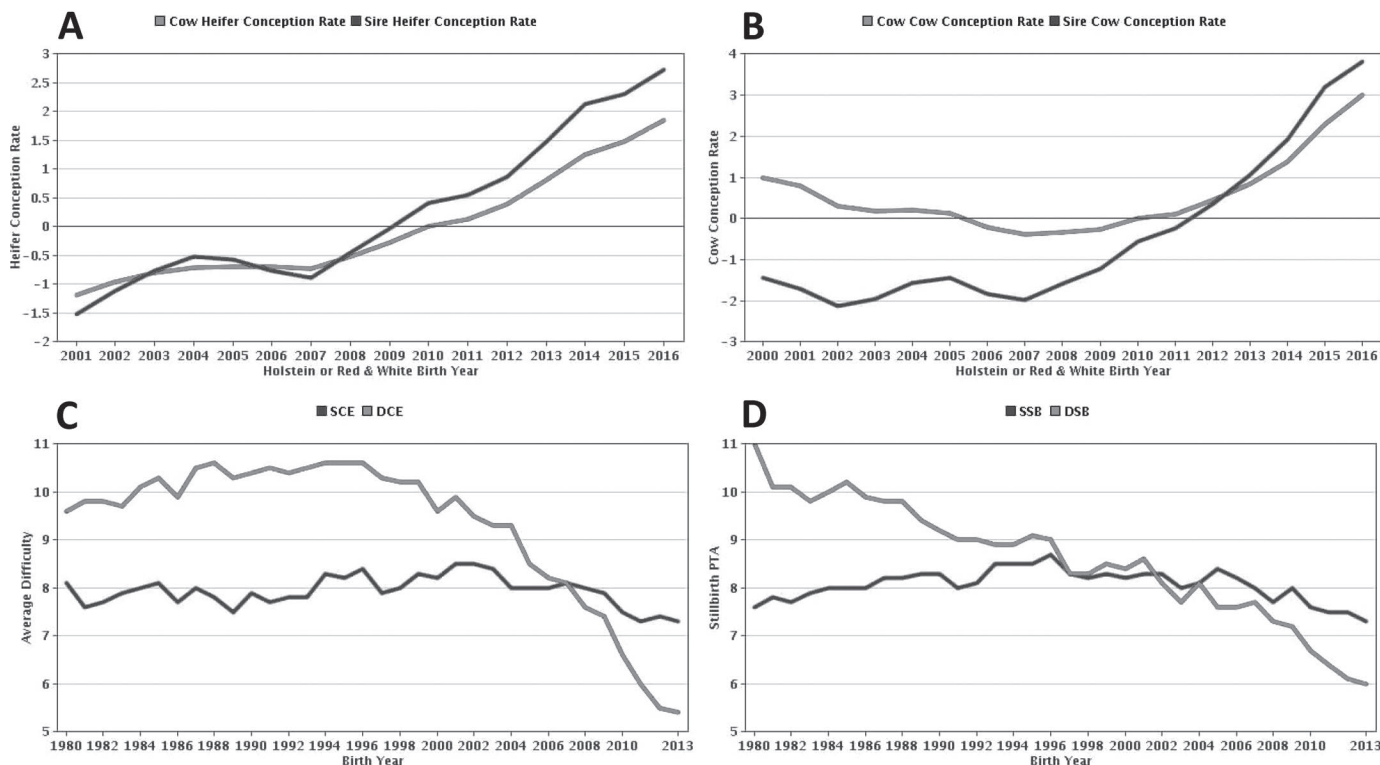 A
Cow Heifer Conception Rate Sire Heifer Conception Rate
Heifer Conception Rate
3
2.5
2
1.5
1
0.5
0
-0.5
-1
-1.5
-2
2001 2002 2003 2004 2005 2006 2007 2008 2009 2010 2011 2012 2013 2014 2015 2016
Holstein or Red & White Birth Year
B
Cow Cow Conception Rate Sire Cow Conception Rate
Cow Conception Rate
4
3
2
1
0
-1
-2
-3
2000 2001 2002 2003 2004 2005 2006 2007 2008 2009 2010 2011 2012 2013 2014 2015 2016
Holstein or Red & White Birth Year
C
SCE DCE
Average Difficulty
11
10
9
8
7
6
5
1980 1982 1984 1986 1988 1990 1992 1994 1996 1998 2000 2002 2004 2006 2008 2010 2013
Birth Year
D
SSB DSB
Stillbirth PTA
11
10
9
8
7
6
5
1980 1982 1984 1986 1988 1990 1992 1994 1996 1998 2000 2002 2004 2006 2008 2010 2013
Birth Year